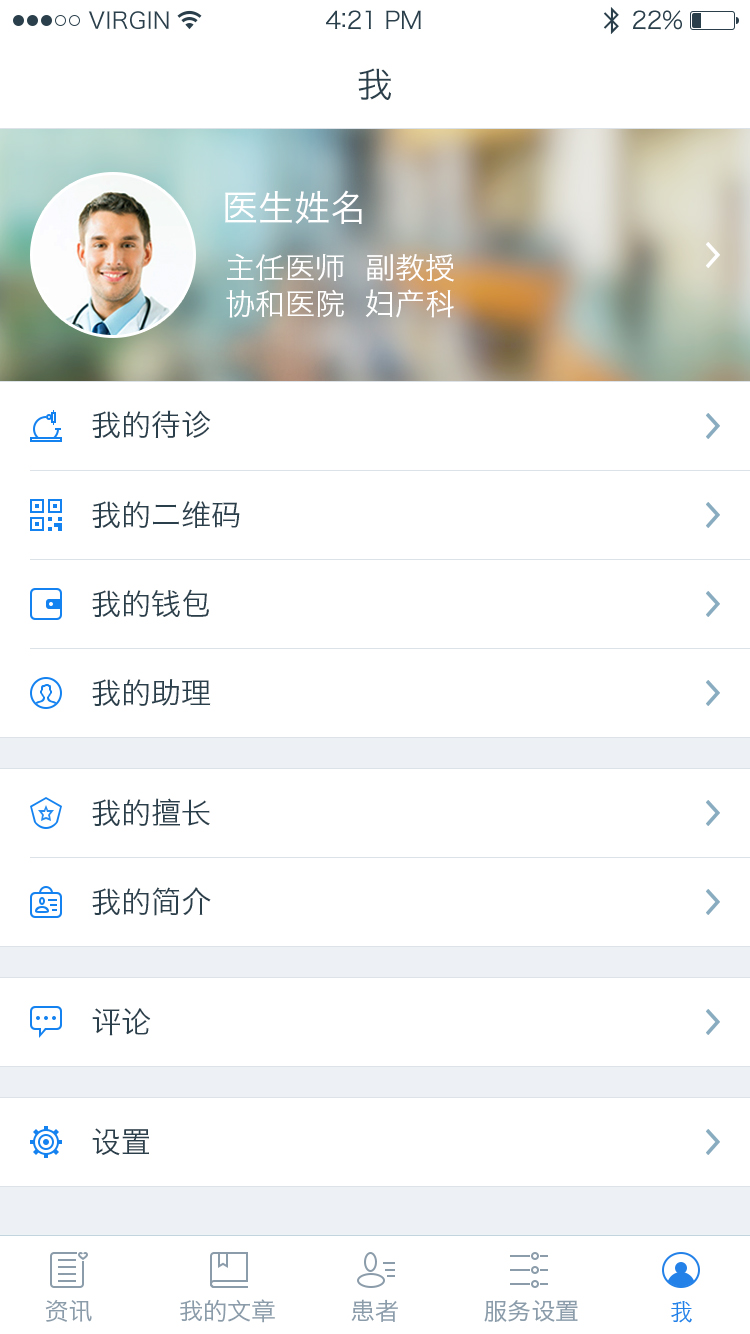 VIRGIN 4:21 PM 22%
我
医生姓名
主任医师 副教授
协和医院 妇产科
我的待诊
我的二维码
我的钱包
我的助理
我的擅长
我的简介
评论
设置
资讯 我的文章 患者 服务设置 我